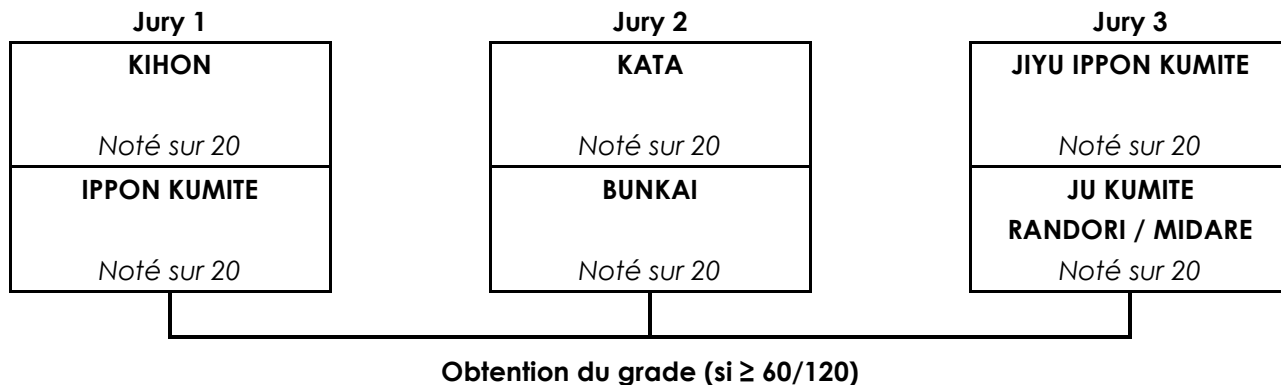 Jury 1
KIHON
Noté sur 20
IPPON KUMITE
Noté sur 20
Jury 2
KATA
Noté sur 20
BUNKAI
Noté sur 20
Jury 3
JIYU IPPON KUMITE
Noté sur 20
JU KUMITE
RANDORI / MIDARE
Noté sur 20
Obtention du grade (si ≥ 60/120)